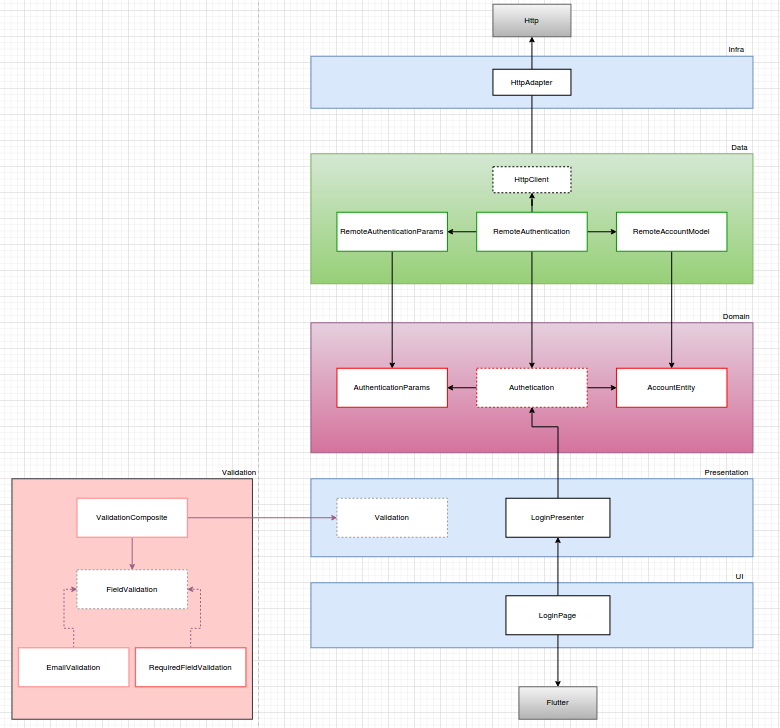 Http
Infra
HttpAdapter
Data
HttpClient
RemoteAuthenticationParams
RemoteAuthentication
RemoteAccountModel
Domain
AuthenticationParams
Authetication
AccountEntity
Validation
Presentation
ValidationComposite
Validation
LoginPresenter
UI
FieldValidation
LoginPage
EmailValidation
RequiredFieldValidation
Flutter